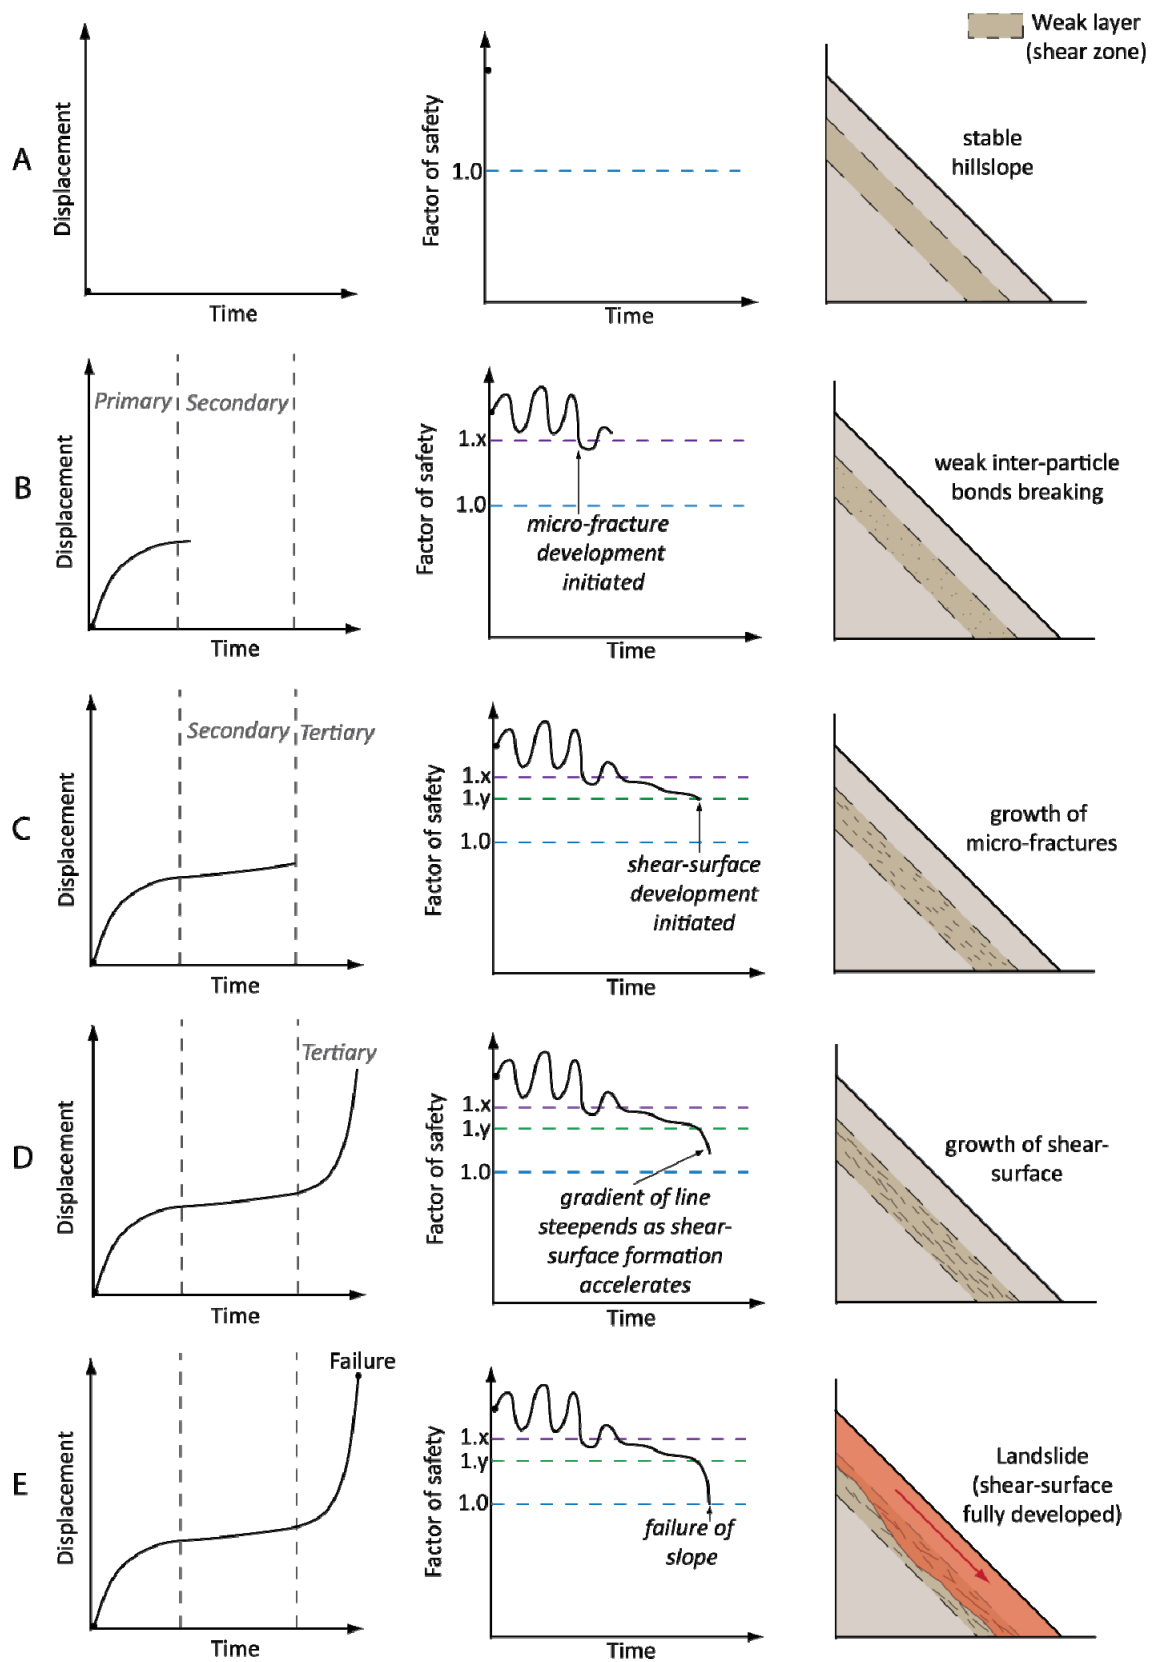 Weak layer
(shear zone)
A
Displacement
Time
Factor of safety
1.0
Time
stable
hillslope
B
Displacement
Primary
Secondary
Time
Factor of safety
1.x
1.0
micro-fracture
development
initiated
Time
weak inter-particle
bonds breaking
C
Displacement
Secondary
Tertiary
Time
Factor of safety
1.x
1.y
1.0
shear-surface
development
initiated
Time
growth of
micro-fractures
D
Displacement
Tertiary
Time
Factor of safety
1.x
1.y
1.0
gradient of line
steepends as shear-
surface formation
accelerates
Time
growth of shear-
surface
E
Displacement
Failure
Time
Factor of safety
1.x
1.y
1.0
failure of
slope
Time
Landslide
(shear-surface
fully developed)